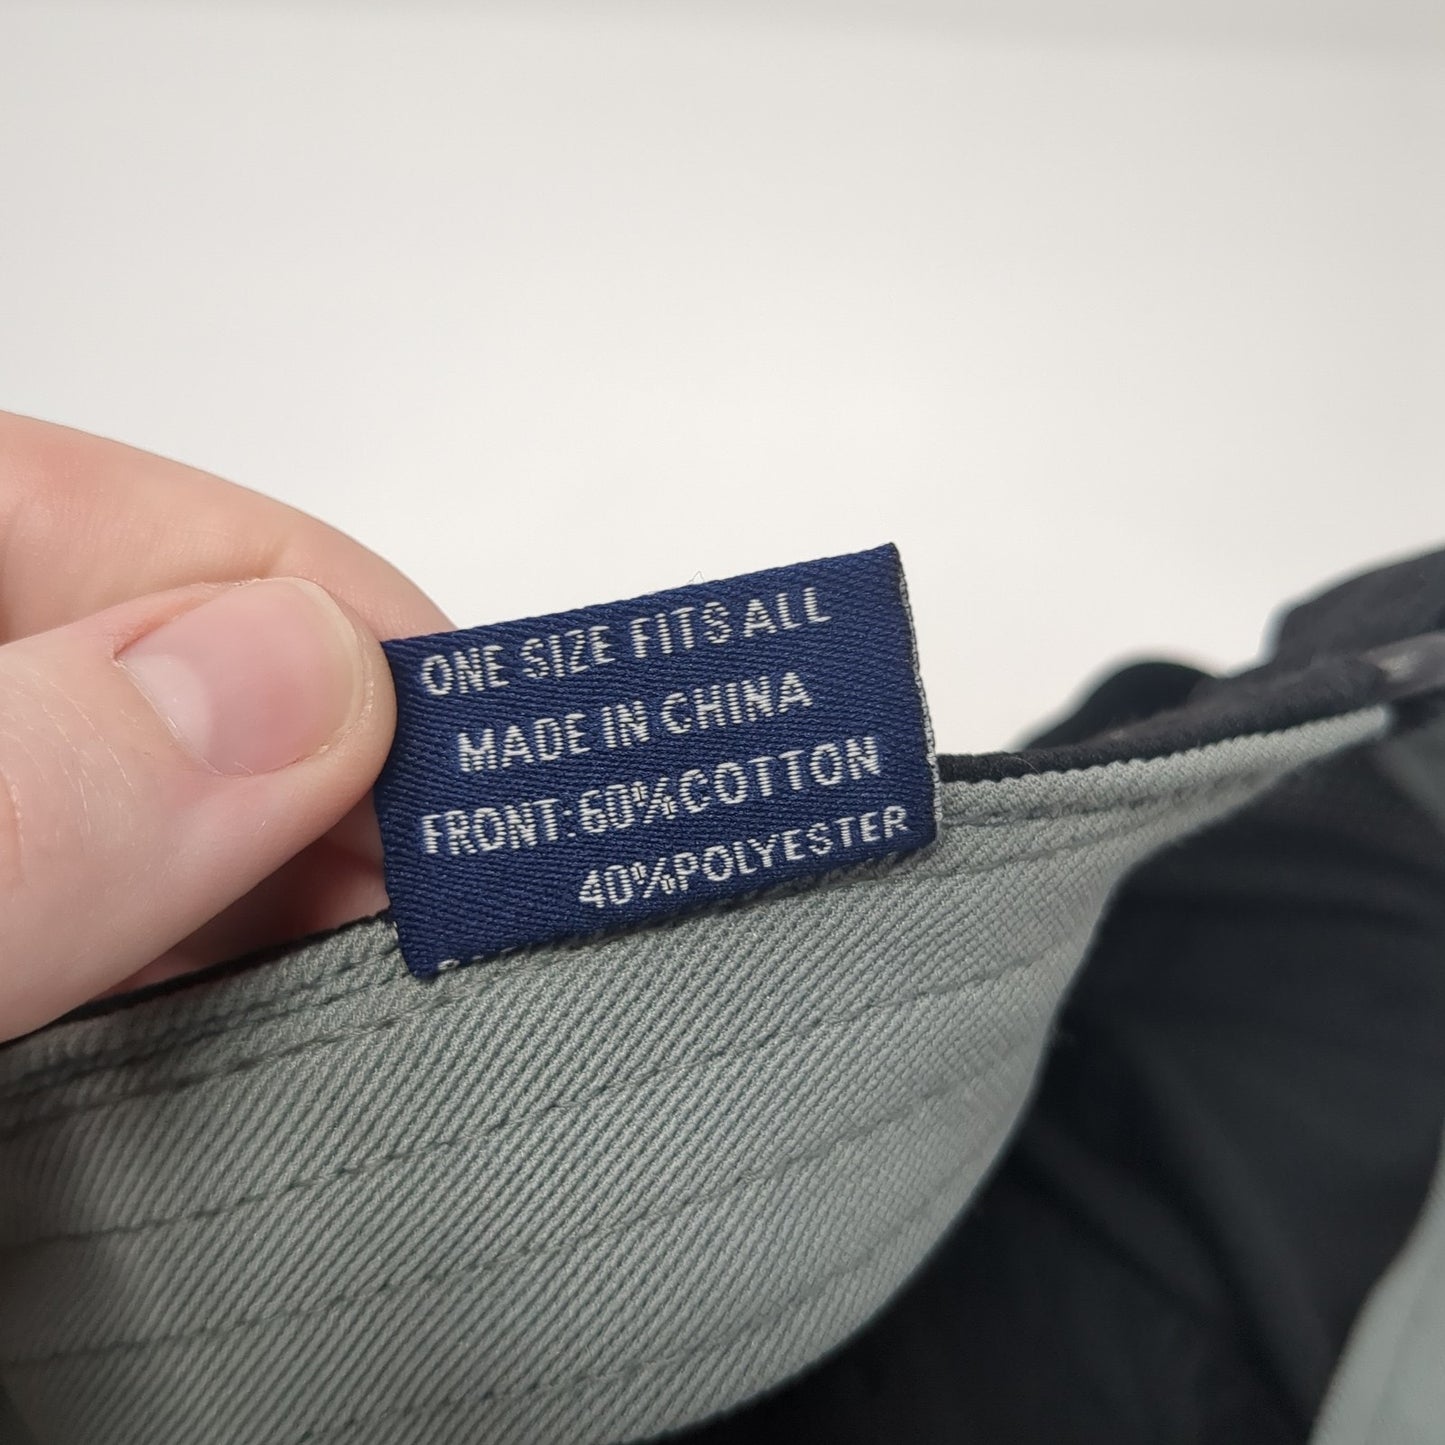 ONE SIZE FITS ALL
MADE IN CHINA
FRONT:60%COTTON
40%POLYESTER